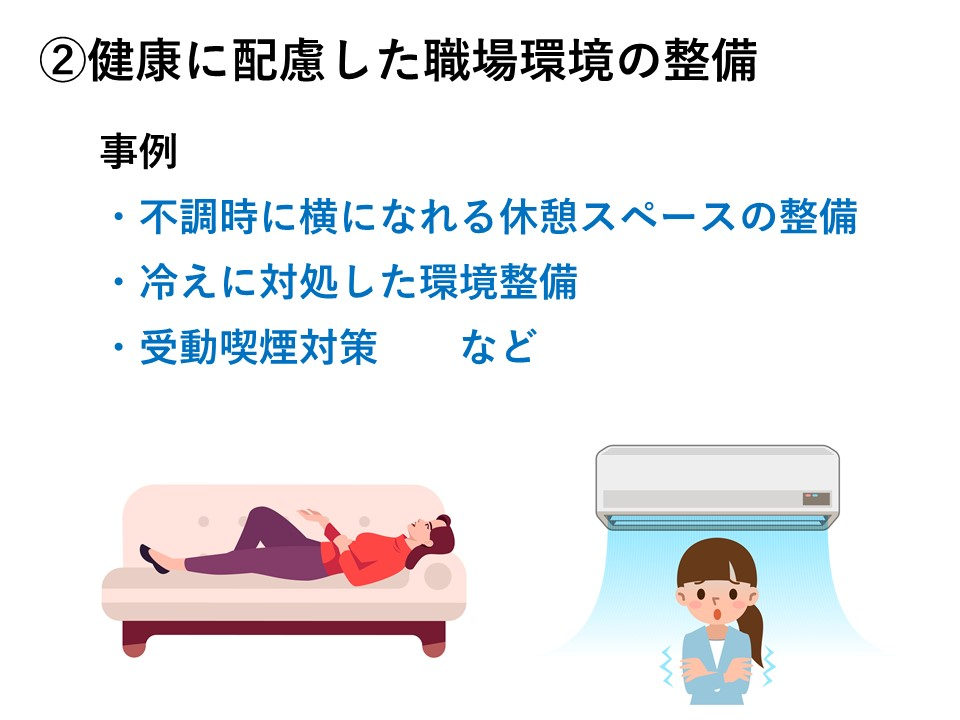 ②健康に配慮した職場環境の整備
事例
・不調時に横になれる休憩スペースの整備
・冷えに対処した環境整備
・受動喫煙対策　　など